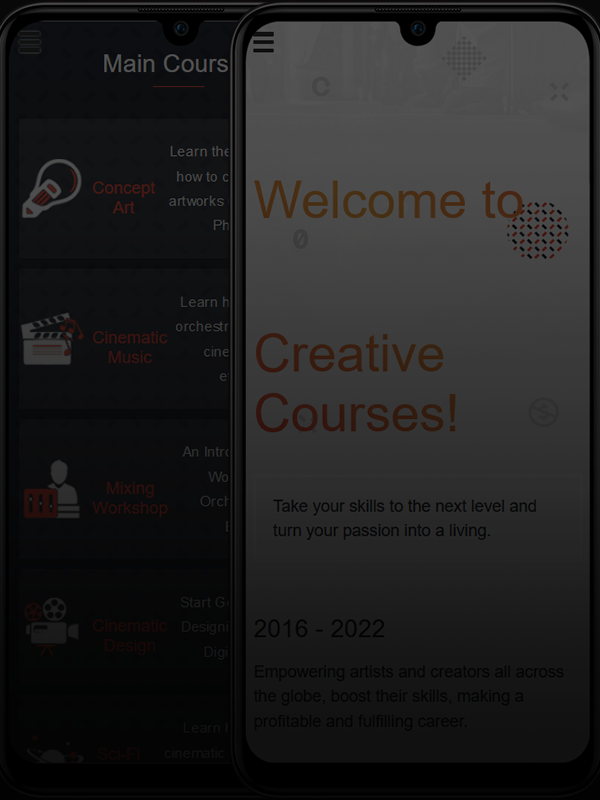 Main Cours
Concept
Art
Learn the
how to c
artworks
Ph
Cinematic
Music
Learn h
orchestr
cine
e
Mixing
Workshop
An Intro
Wo
Orch
Cinematic
Design
Start G
Designi
Digi
Sci-Fi
Learn
cinematic
Welcome to
Creative
Courses!
Take your skills to the next level and
turn your passion into a living.
2016 - 2022
Empowering artists and creators all across
the globe, boost their skills, making a
profitable and fulfilling career.